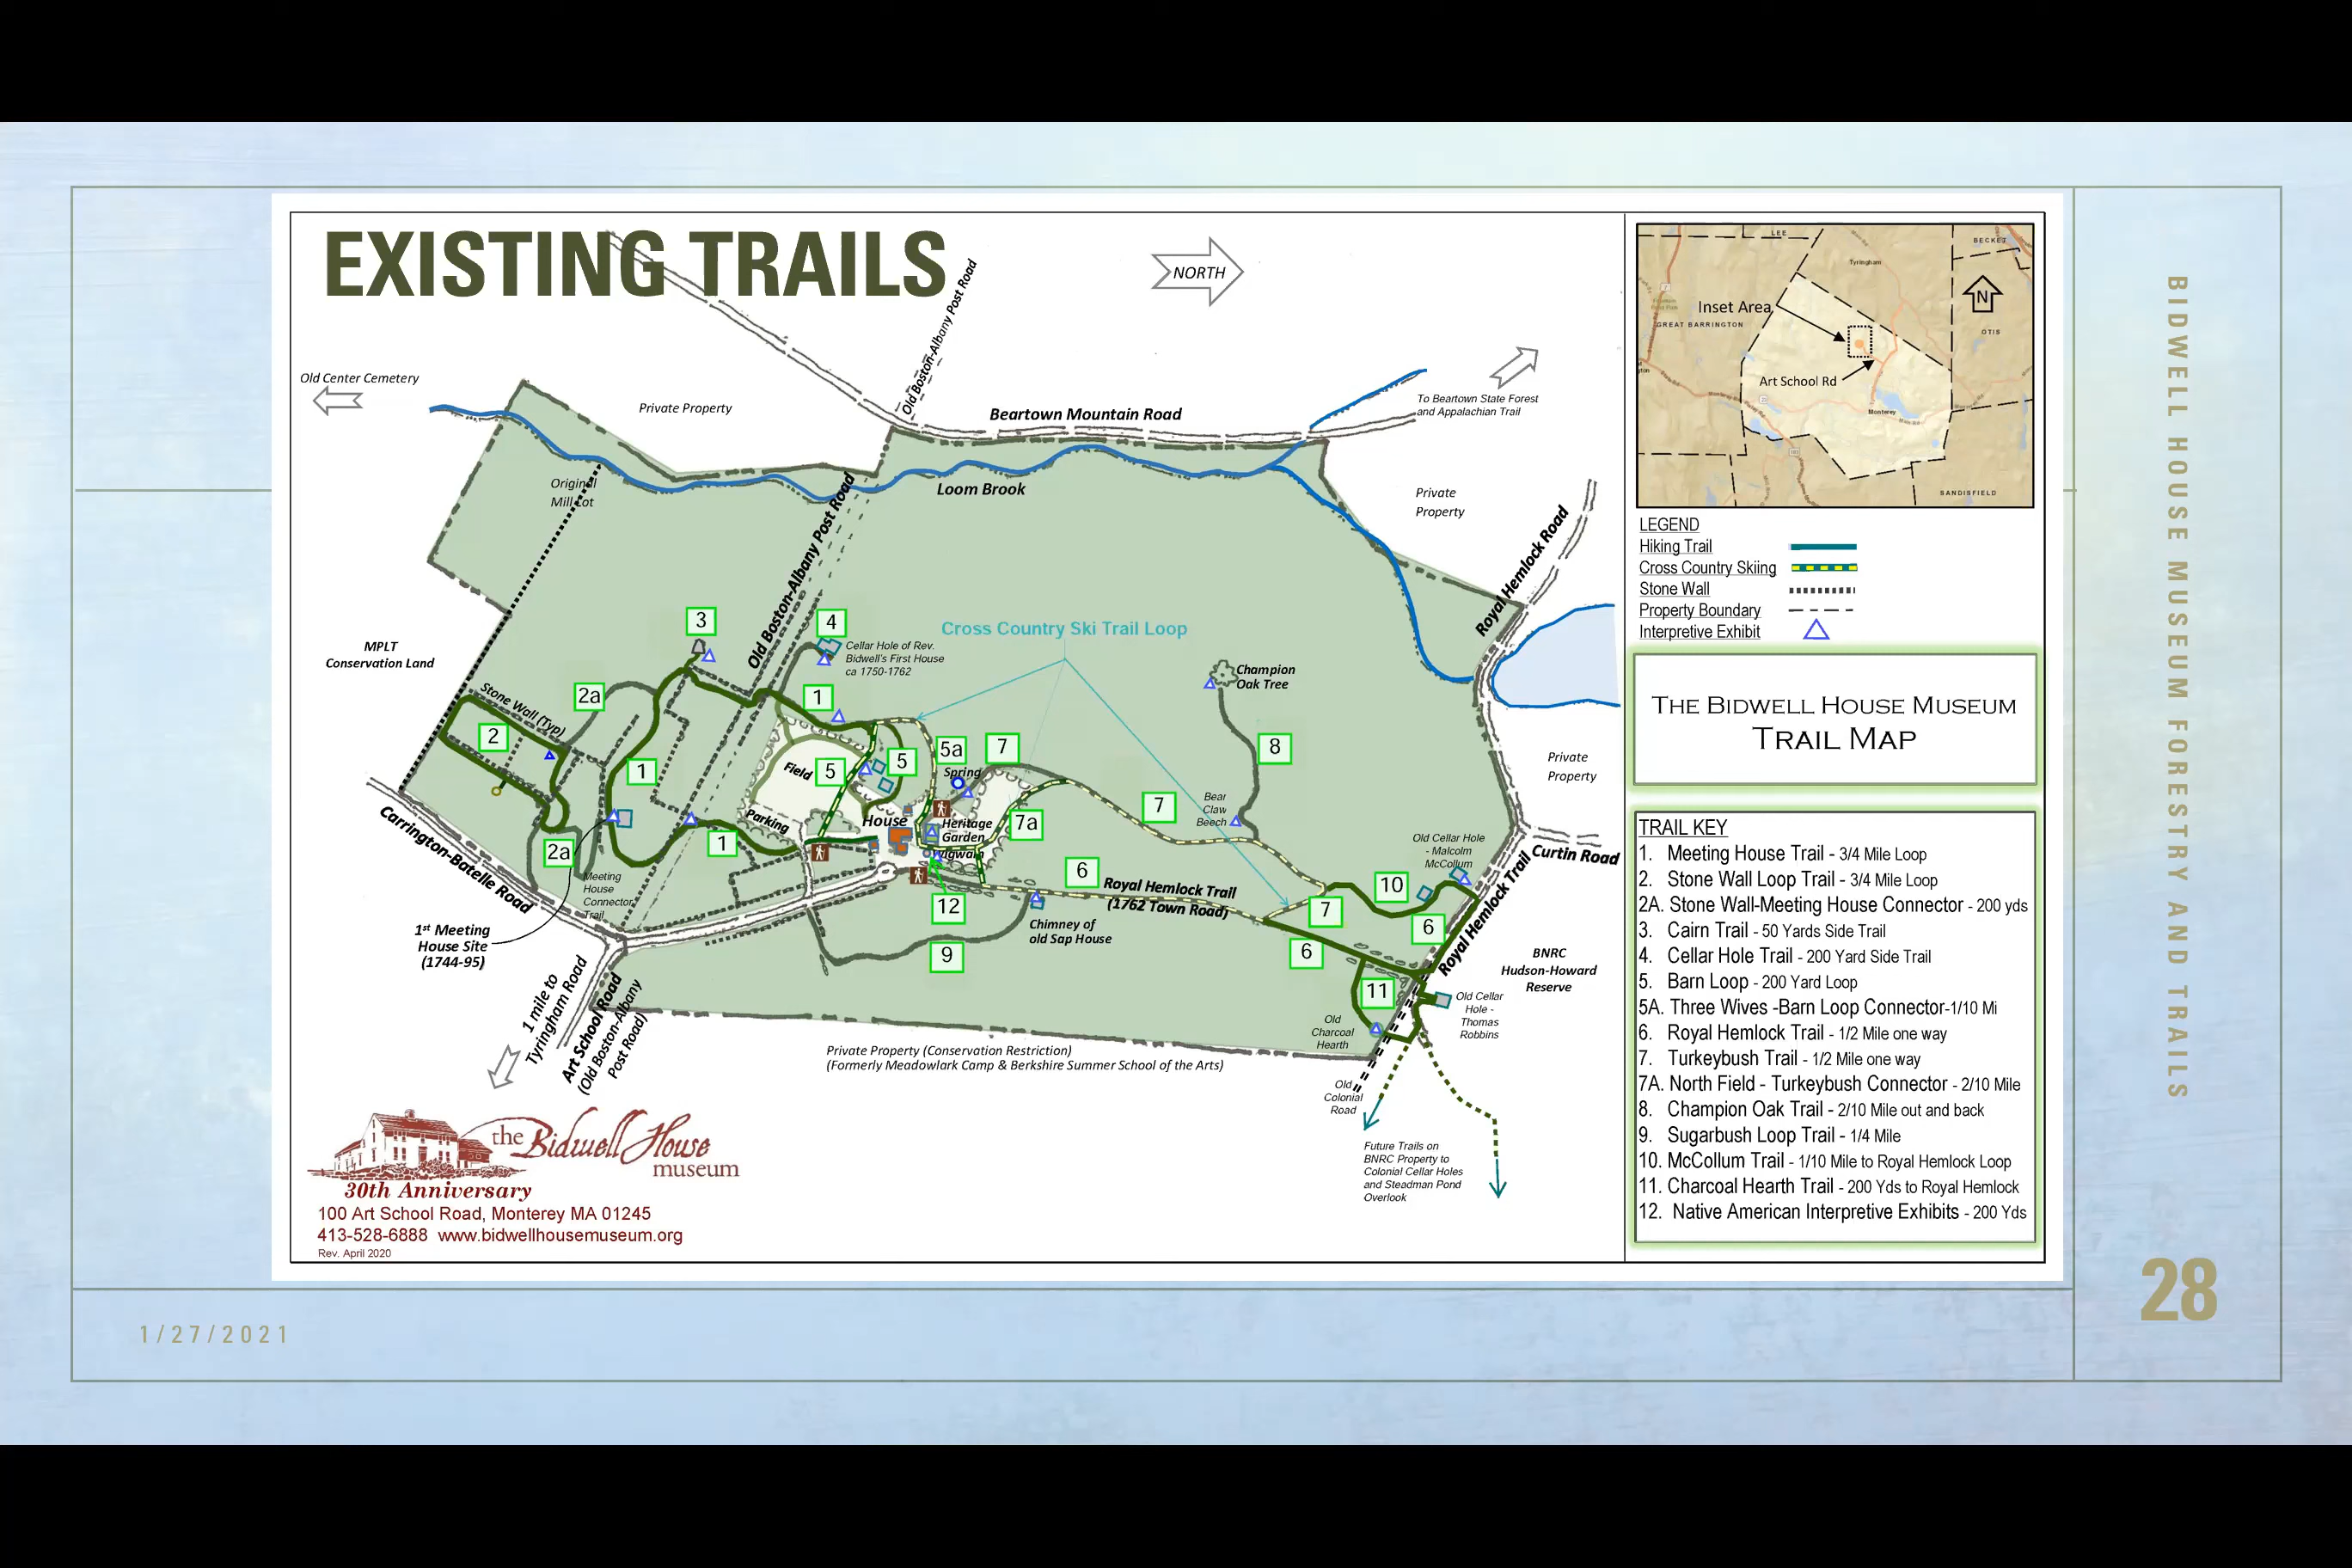 EXISTING TRAILS
NORTH
Old Boston-Albany Post Road
Old Center Cemetery
Private Property
Beartown Mountain Road
To Beartown State Forest
and Appalachian Trail
Original
Mill Lot
Loom Brook
Private
Property
Old Boston-Albany Post Road
Royal Hemlock Road
MPLT
Conservation Land
3
4
Cellar Hole of Rev.
Bidwell's First House
ca 1750-1762
Cross Country Ski Trail Loop
Champion
Oak Tree
Stone Wall (Typ)
2a
1
2
1
Field
5
5
5a
7
Spring
8
Private
Property
Bear
Claw
Beech
7
Parking
House
Heritage
Garden
Wigwam
7a
1
2a
Meeting
House
Connector
Trail
Old Cellar Hole
- Malcolm
McCollum
Curtin Road
Carrington-Batelle Road
6
Royal Hemlock Trail
(1762 Town Road)
10
7
6
Royal Hemlock Trail
12
Chimney of
old Sap House
1st Meeting
House Site
(1744-95)
9
6
BNRC
Hudson-Howard
Reserve
11
Old Cellar
Hole -
Thomas
Robbins
Old
Charcoal
Hearth
1 mile to
Tyringham Road
Art School Road
(Old Boston-Albany
Post Road)
Private Property (Conservation Restriction)
(Formerly Meadowlark Camp & Berkshire Summer School of the Arts)
Old
Colonial
Road
Future Trails on
BNRC Property to
Colonial Cellar Holes
and Steadman Pond
Overlook
the Bidwell House
museum
30th Anniversary
100 Art School Road, Monterey MA 01245
413-528-6888 www.bidwellhousemuseum.org
Rev. April 2020
LEE
BECKET
Tyringham
Inset Area
N
GREAT BARRINGTON
OTIS
Art School Rd
Monterey
SANDISFIELD
LEGEND
Hiking Trail
Cross Country Skiing
Stone Wall
Property Boundary
Interpretive Exhibit
THE BIDWELL HOUSE MUSEUM
TRAIL MAP
TRAIL KEY
1. Meeting House Trail - 3/4 Mile Loop
2. Stone Wall Loop Trail - 3/4 Mile Loop
2A. Stone Wall-Meeting House Connector - 200 yds
3. Cairn Trail - 50 Yards Side Trail
4. Cellar Hole Trail - 200 Yard Side Trail
5. Barn Loop - 200 Yard Loop
5A. Three Wives -Barn Loop Connector-1/10 Mi
6. Royal Hemlock Trail - 1/2 Mile one way
7. Turkeybush Trail - 1/2 Mile one way
7A. North Field - Turkeybush Connector - 2/10 Mile
8. Champion Oak Trail - 2/10 Mile out and back
9. Sugarbush Loop Trail - 1/4 Mile
10. McCollum Trail - 1/10 Mile to Royal Hemlock Loop
11. Charcoal Hearth Trail - 200 Yds to Royal Hemlock
12. Native American Interpretive Exhibits - 200 Yds
BIDWELL HOUSE MUSEUM FORESTRY AND TRAILS
28
1/27/2021